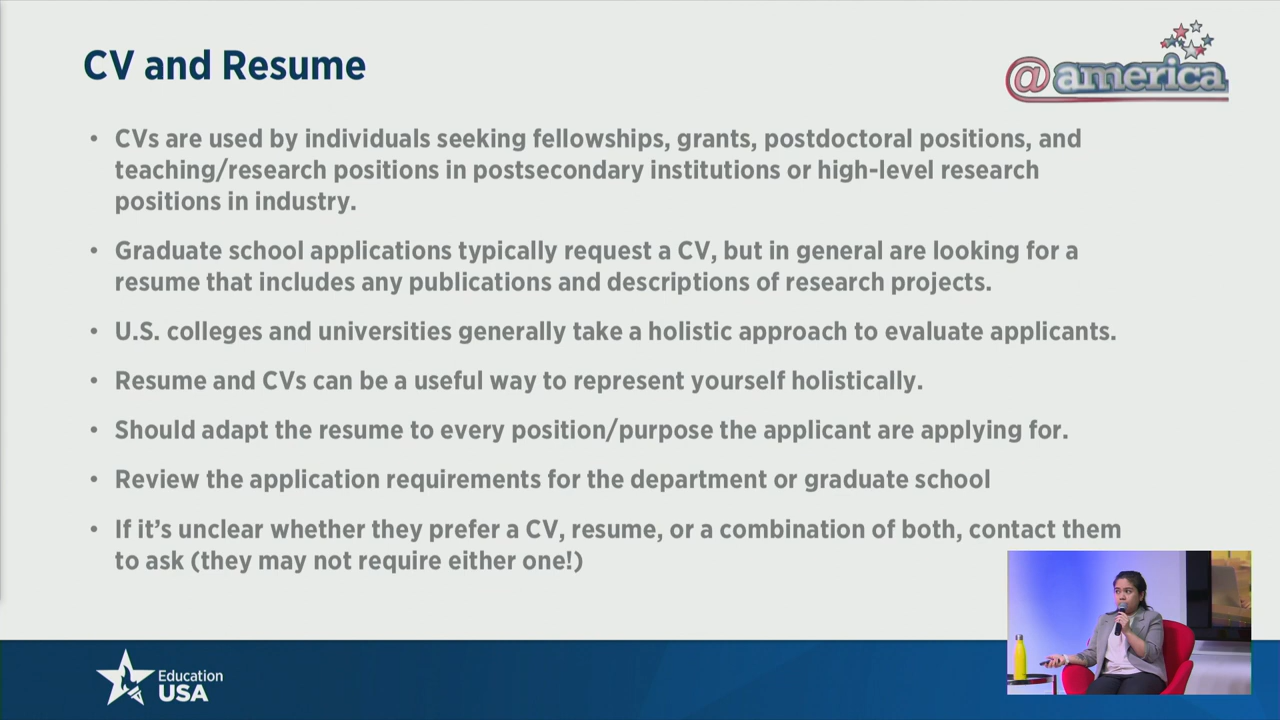 CV and Resume
@america
• CVs are used by individuals seeking fellowships, grants, postdoctoral positions, and
teaching/research positions in postsecondary institutions or high-level research
positions in industry.
• Graduate school applications typically request a CV, but in general are looking for a
resume that includes any publications and descriptions of research projects.
• U.S. colleges and universities generally take a holistic approach to evaluate applicants.
• Resume and CVs can be a useful way to represent yourself holistically.
• Should adapt the resume to every position/purpose the applicant are applying for.
• Review the application requirements for the department or graduate school
• If it’s unclear whether they prefer a CV, resume, or a combination of both, contact them
to ask (they may not require either one!)
Education
USA